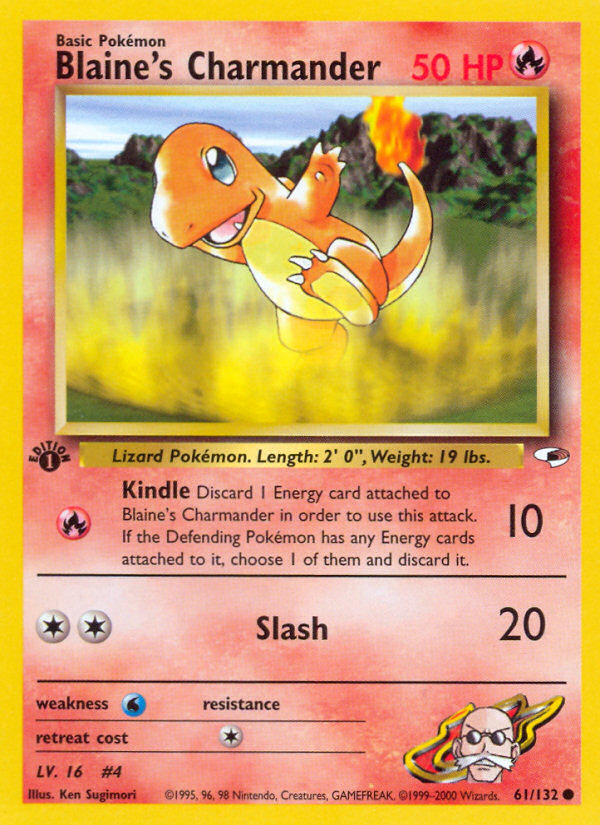 Basic Pokémon
Blaine's Charmander 50 HP
EDITION
1
Lizard Pokémon. Length: 2' 0", Weight: 19 lbs.
Kindle Discard 1 Energy card attached to
Blaine's Charmander in order to use this attack.
If the Defending Pokémon has any Energy cards
attached to it, choose 1 of them and discard it.
10
Slash 20
weakness resistance
retreat cost
LV. 16 #4
Illus. Ken Sugimori ©1995, 96, 98 Nintendo, Creatures, GAMEFREAK. ©1999-2000 Wizards. 61/132